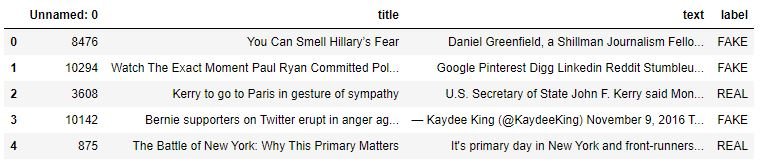 Unnamed: 0 title text label
0 8476 You Can Smell Hillary’s Fear Daniel Greenfield, a Shillman Journalism Fello... FAKE
1 10294 Watch The Exact Moment Paul Ryan Committed Pol... Google Pinterest Digg Linkedin Reddit Stumbleu... FAKE
2 3608 Kerry to go to Paris in gesture of sympathy U.S. Secretary of State John F. Kerry said Mon... REAL
3 10142 Bernie supporters on Twitter erupt in anger ag... — Kaydee King (@KaydeeKing) November 9, 2016 T... FAKE
4 875 The Battle of New York: Why This Primary Matters It's primary day in New York and front-runners... REAL